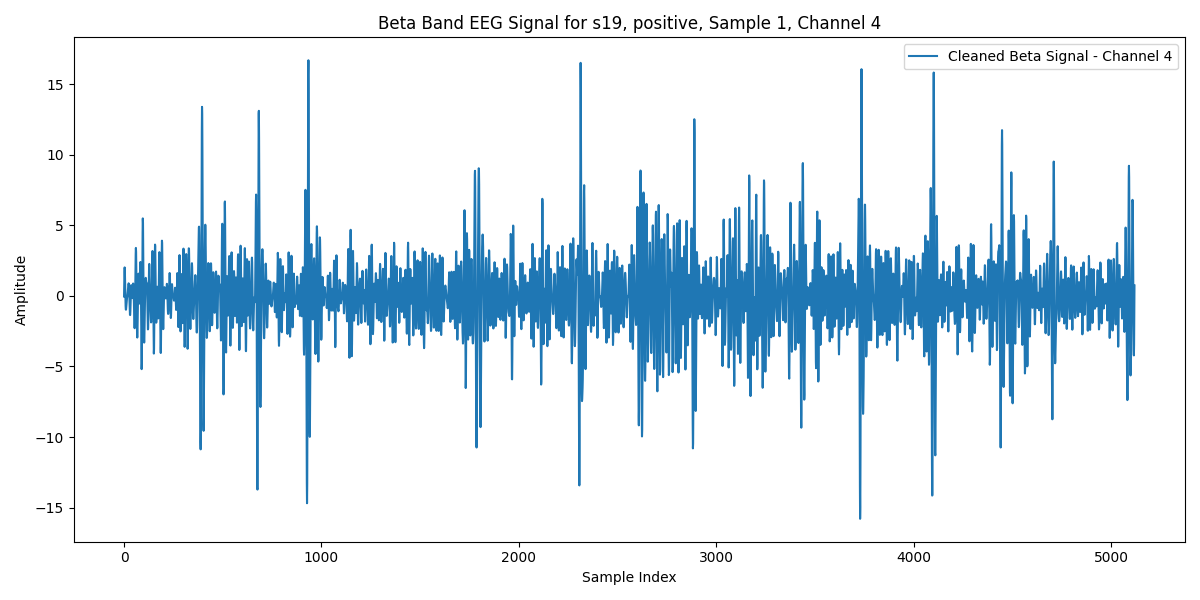 Beta Band EEG Signal for s19, positive, Sample 1, Channel 4
Cleaned Beta Signal - Channel 4
Amplitude
15
10
5
0
−5
−10
−15
0 1000 2000 3000 4000 5000
Sample Index